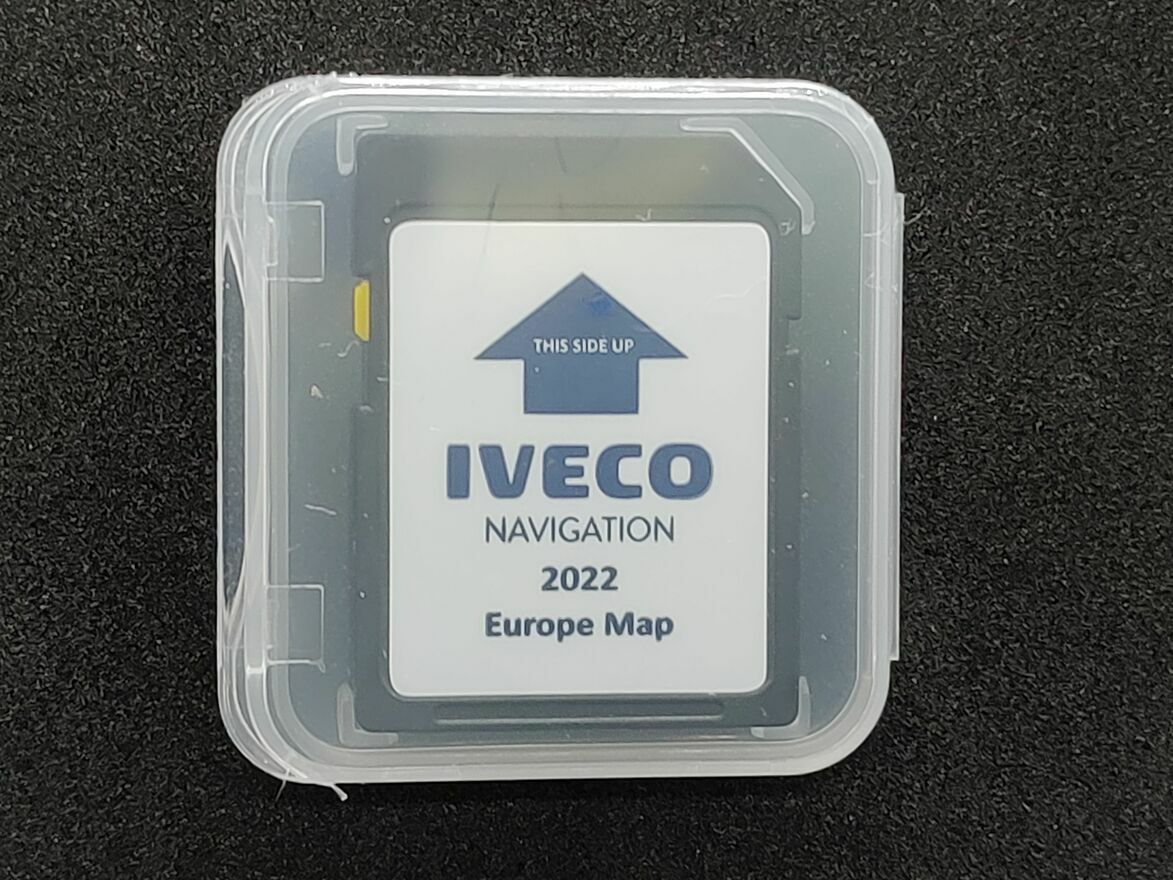 THIS SIDE UP
IVECO
NAVIGATION
2022
Europe Map